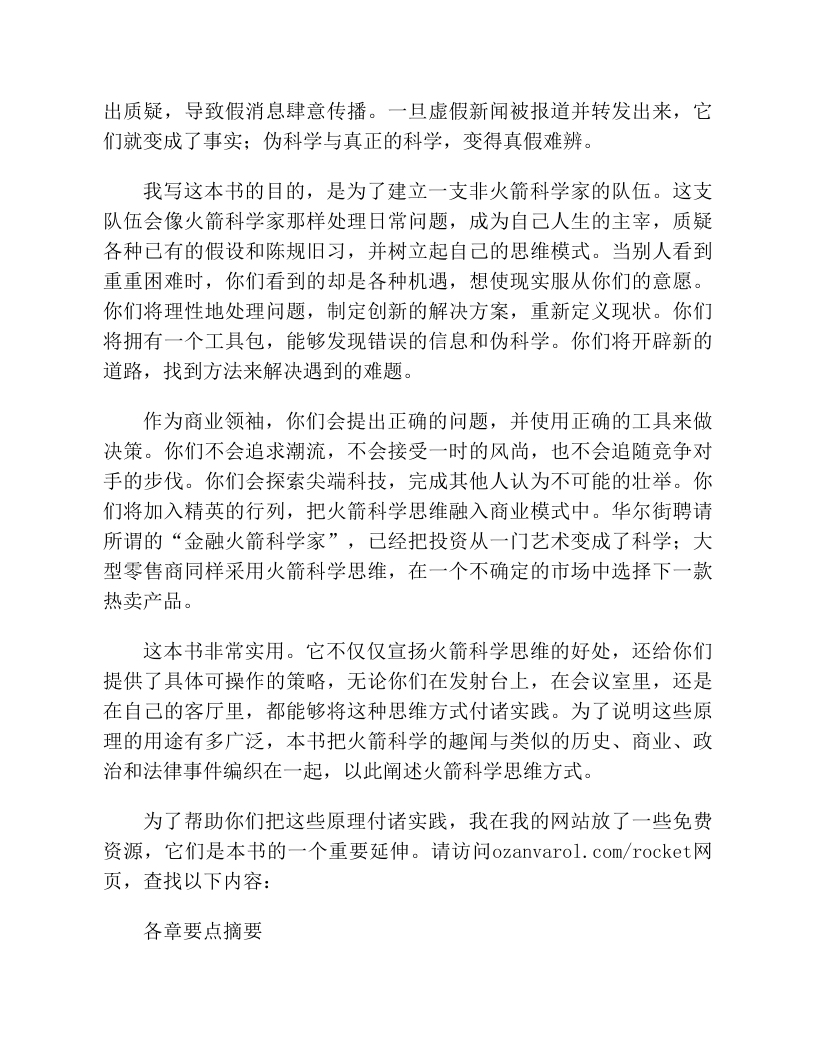 出质疑，导致假消息肆意传播。一旦虚假新闻被报道并转发出来，它
们就变成了事实；伪科学与真正的科学，变得真假难辨。
我写这本书的目的，是为了建立一支非火箭科学家的队伍。这支
队伍会像火箭科学家那样处理日常问题，成为自己人生的主宰，质疑
各种已有的假设和陈规旧习，并树立起自己的思维模式。当别人看到
重重困难时，你们看到的却是各种机遇，想使现实服从你们的意愿。
你们将理性地处理问题，制定创新的解决方案，重新定义现状。你们
将拥有一个工具包，能够发现错误的信息和伪科学。你们将开辟新的
道路，找到方法来解决遇到的难题。
作为商业领袖，你们会提出正确的问题，并使用正确的工具来做
决策。你们不会追求潮流，不会接受一时的风尚，也不会追随竞争对
手的步伐。你们会探索尖端科技，完成其他人认为不可能的壮举。你
们将加入精英的行列，把火箭科学思维融入商业模式中。华尔街聘请
所谓的“金融火箭科学家”，已经把投资从一门艺术变成了科学；大
型零售商同样采用火箭科学思维，在一个不确定的市场中选择下一款
热卖产品。
这本书非常实用。它不仅仅宣扬火箭科学思维的好处，还给你们
提供了具体可操作的策略，无论你们在发射台上，在会议室里，还是
在自己的客厅里，都能够将这种思维方式付诸实践。为了说明这些原
理的用途有多广泛，本书把火箭科学的趣闻与类似的历史、商业、政
治和法律事件编织在一起，以此阐述火箭科学思维方式。
为了帮助你们把这些原理付诸实践，我在我的网站放了一些免费
资源，它们是本书的一个重要延伸。请访问ozanvarol.com/rocket网
页，查找以下内容：
各章要点摘要